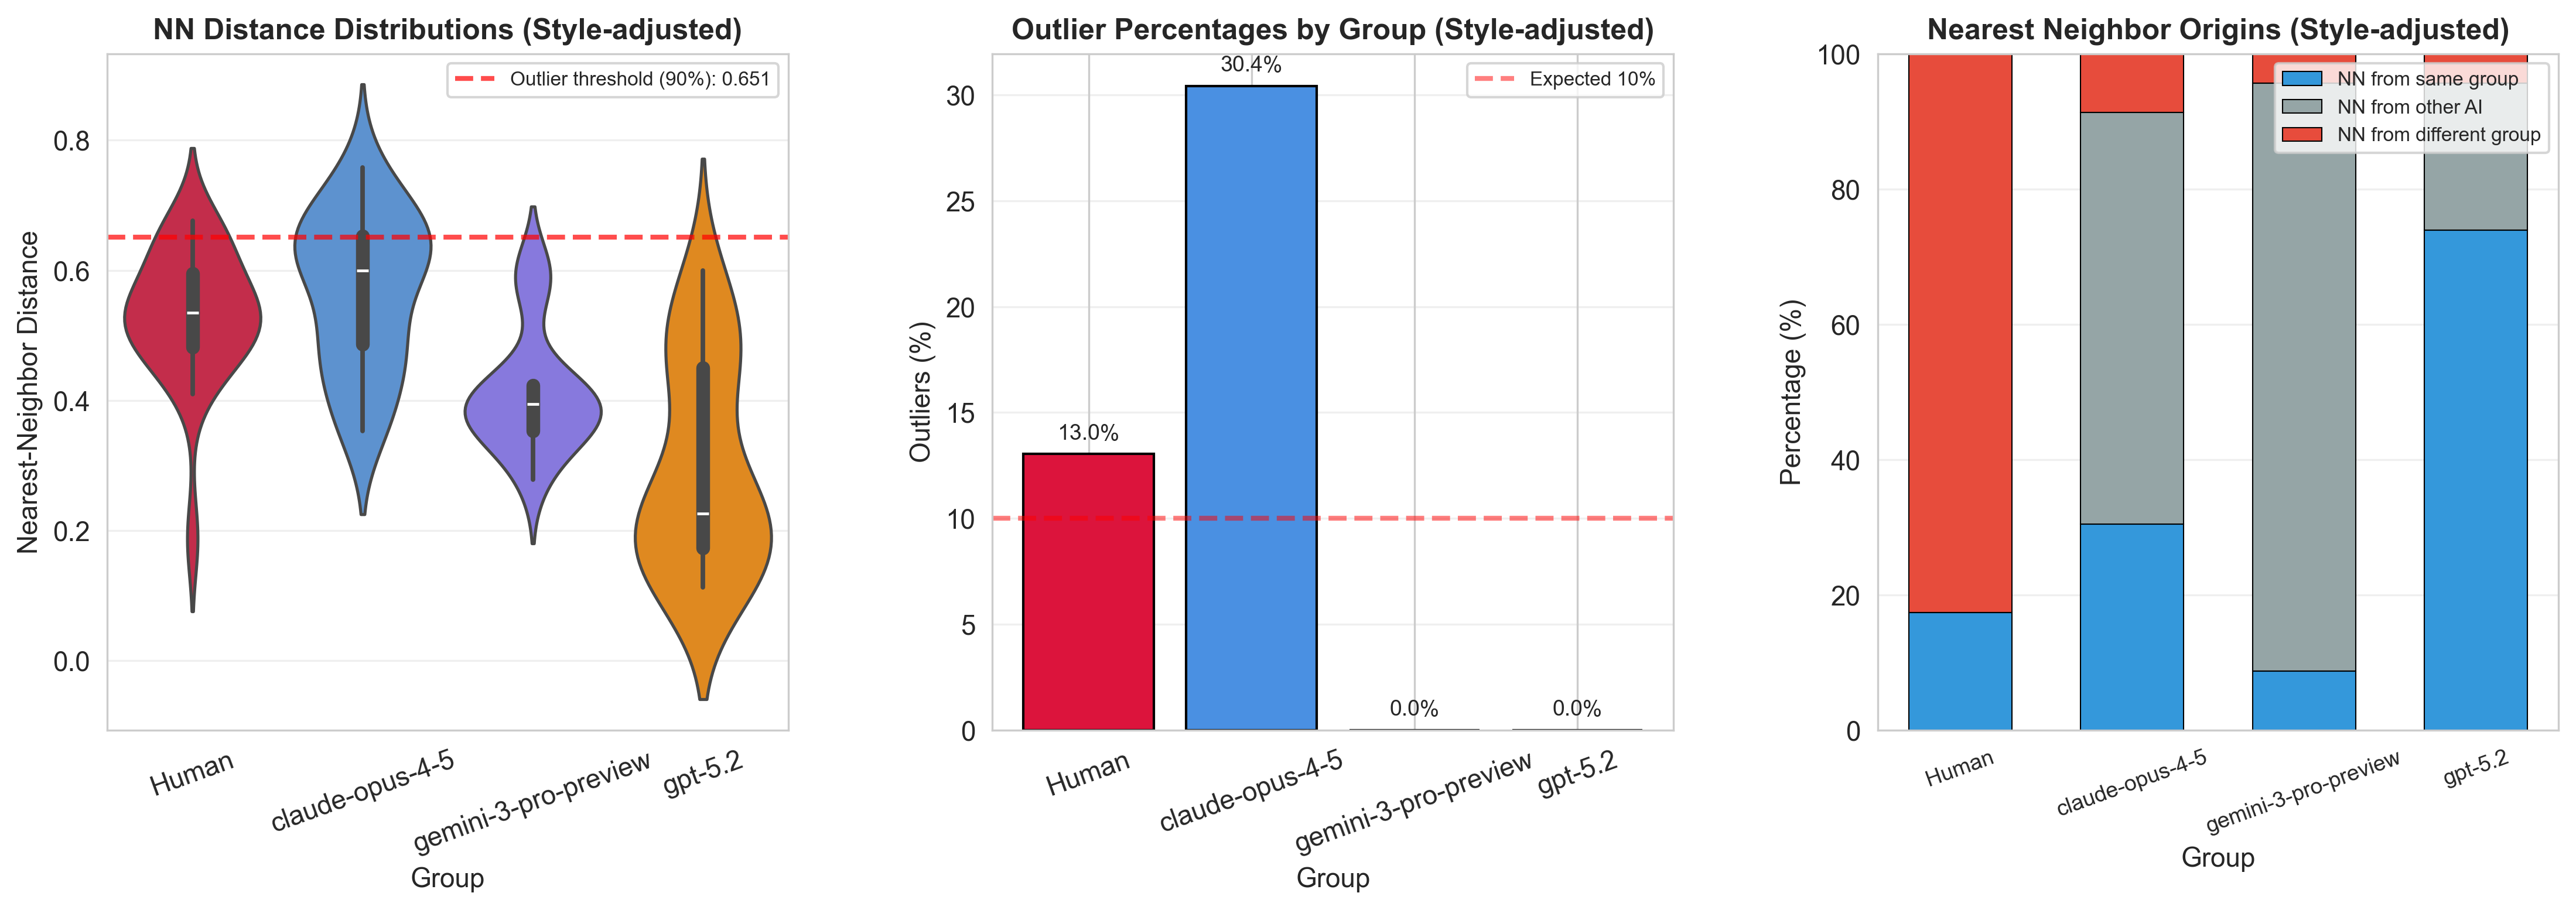 NN Distance Distributions (Style-adjusted)
Outlier threshold (90%): 0.651
Nearest-Neighbor Distance
0.8
0.6
0.4
0.2
0.0
Human
claude-opus-4-5
gemini-3-pro-preview
gpt-5.2
Group
Outlier Percentages by Group (Style-adjusted)
Expected 10%
Outliers (%)
30
25
20
15
10
5
0
13.0%
30.4%
0.0%
0.0%
Human
claude-opus-4-5
gemini-3-pro-preview
gpt-5.2
Group
Nearest Neighbor Origins (Style-adjusted)
NN from same group
NN from other AI
NN from different group
Percentage (%)
100
80
60
40
20
0
Human
claude-opus-4-5
gemini-3-pro-preview
gpt-5.2
Group